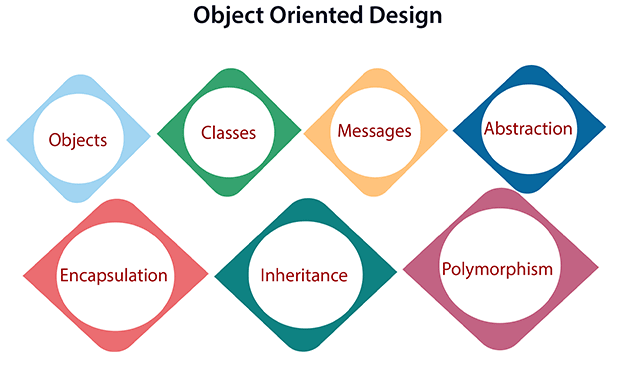 Object Oriented Design
Objects
Classes
Messages
Abstraction
Encapsulation
Inheritance
Polymorphism